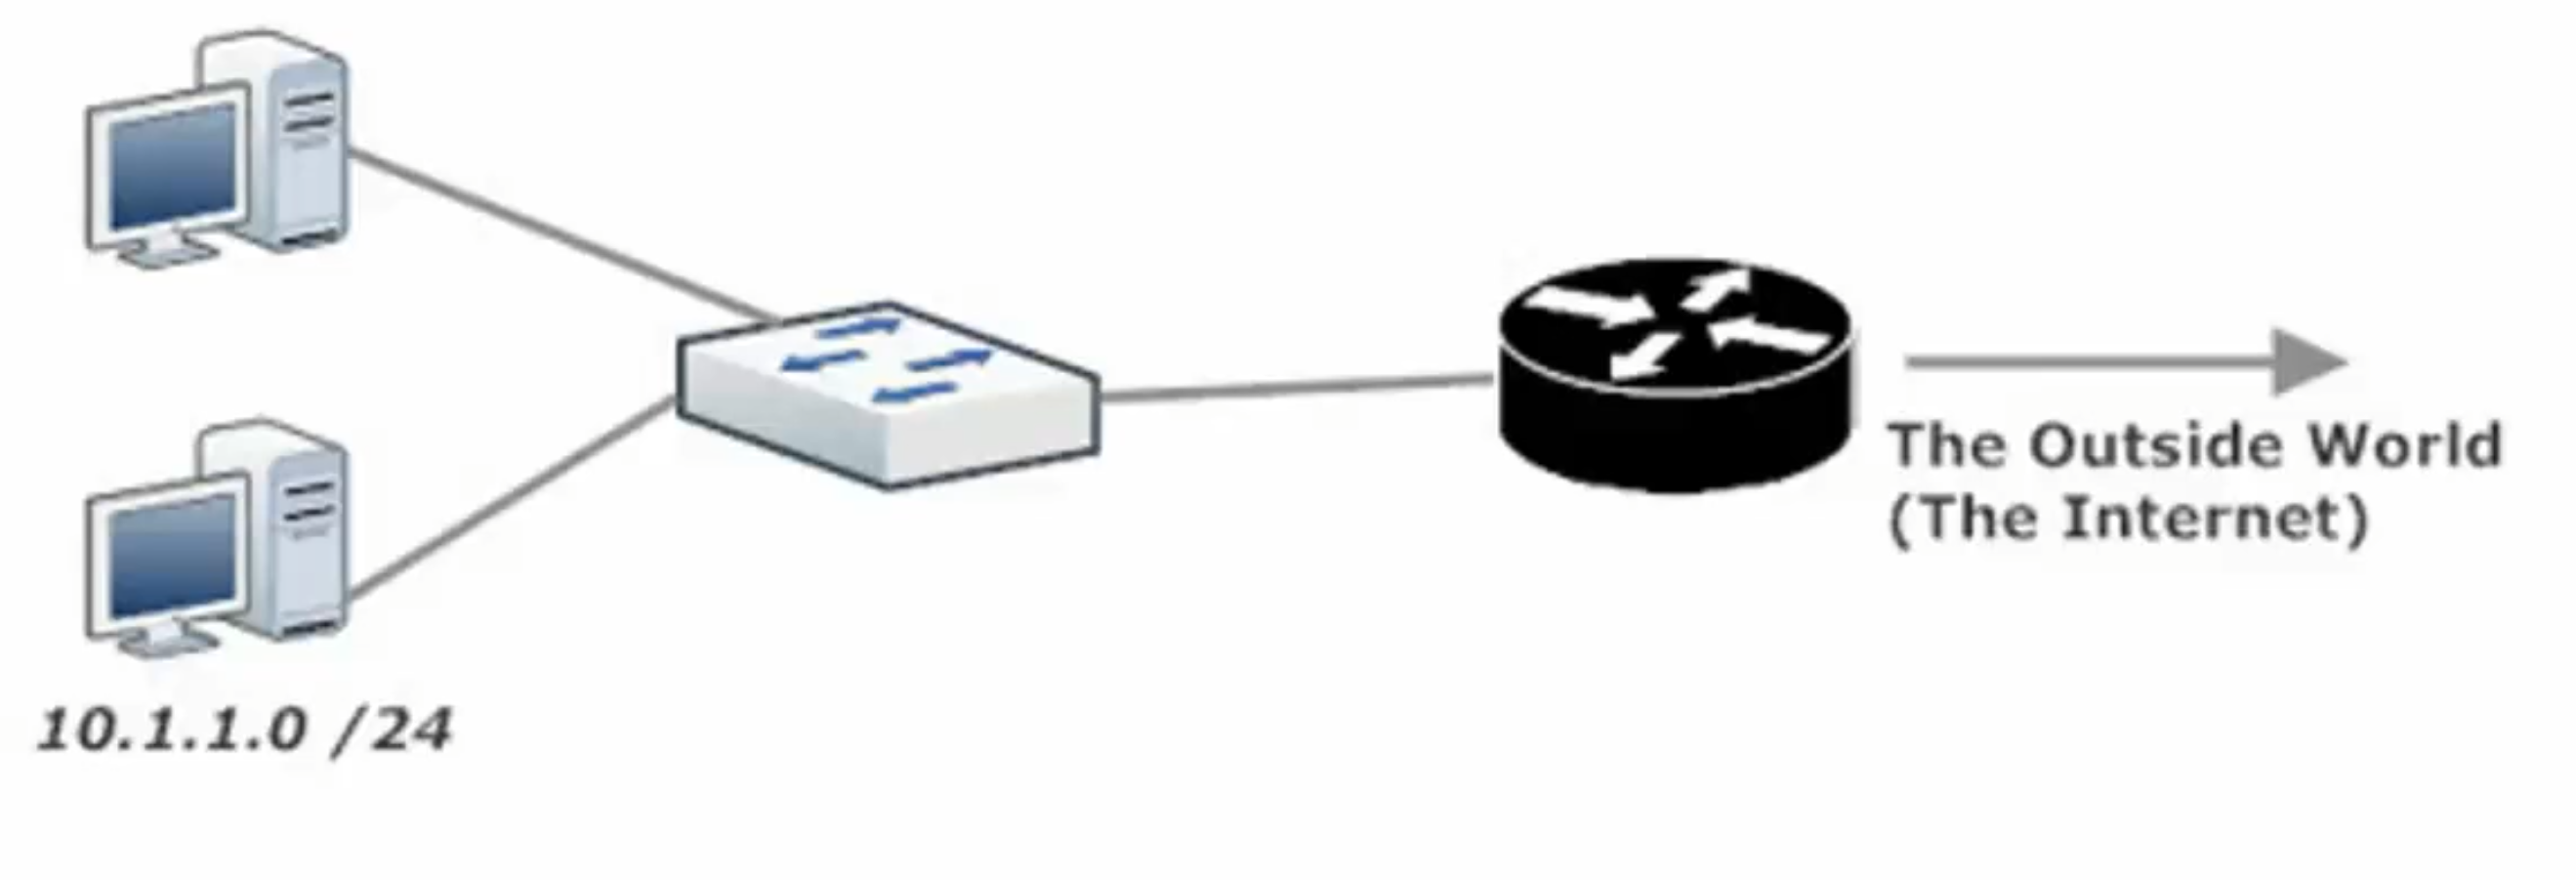 The Outside World
(The Internet)
10.1.1.0 /24